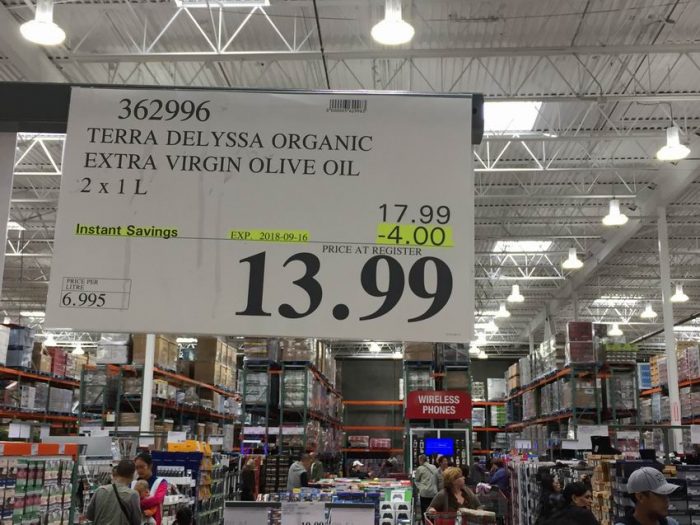 362996
TERRA DELYSSA ORGANIC
EXTRA VIRGIN OLIVE OIL
2 x 1 L
17.99
Instant Savings EXP. 2018-09-16 -4.00
PRICE AT REGISTER
13.99
PRICE PER
LITRE
6.995
WIRELESS
PHONES